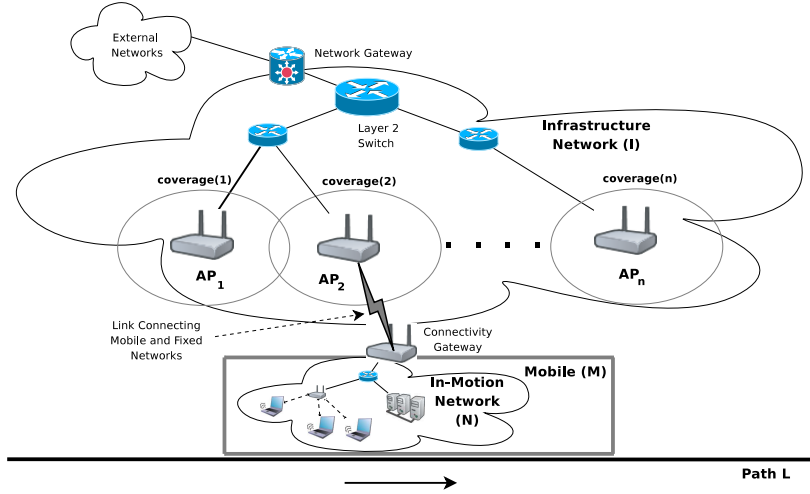 External
Networks
Network Gateway
Layer 2
Switch
Infrastructure
Network (I)
coverage(1)
coverage(2)
coverage(n)
AP1
AP2
APn
Link Connecting
Mobile and Fixed
Networks
Connectivity
Gateway
Mobile (M)
In-Motion
Network
(N)
Path L